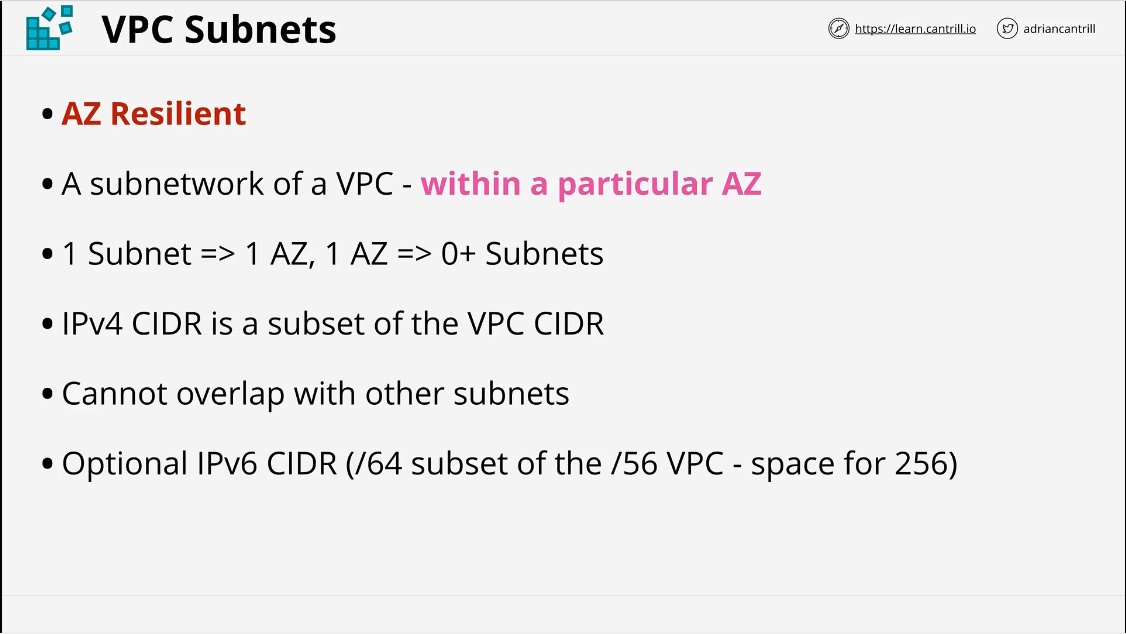 VPC Subnets
https://learn.cantrill.io
adriancantrill
• AZ Resilient
• A subnetwork of a VPC - within a particular AZ
• 1 Subnet => 1 AZ, 1 AZ => 0+ Subnets
• IPv4 CIDR is a subset of the VPC CIDR
• Cannot overlap with other subnets
• Optional IPv6 CIDR (/64 subset of the /56 VPC - space for 256)